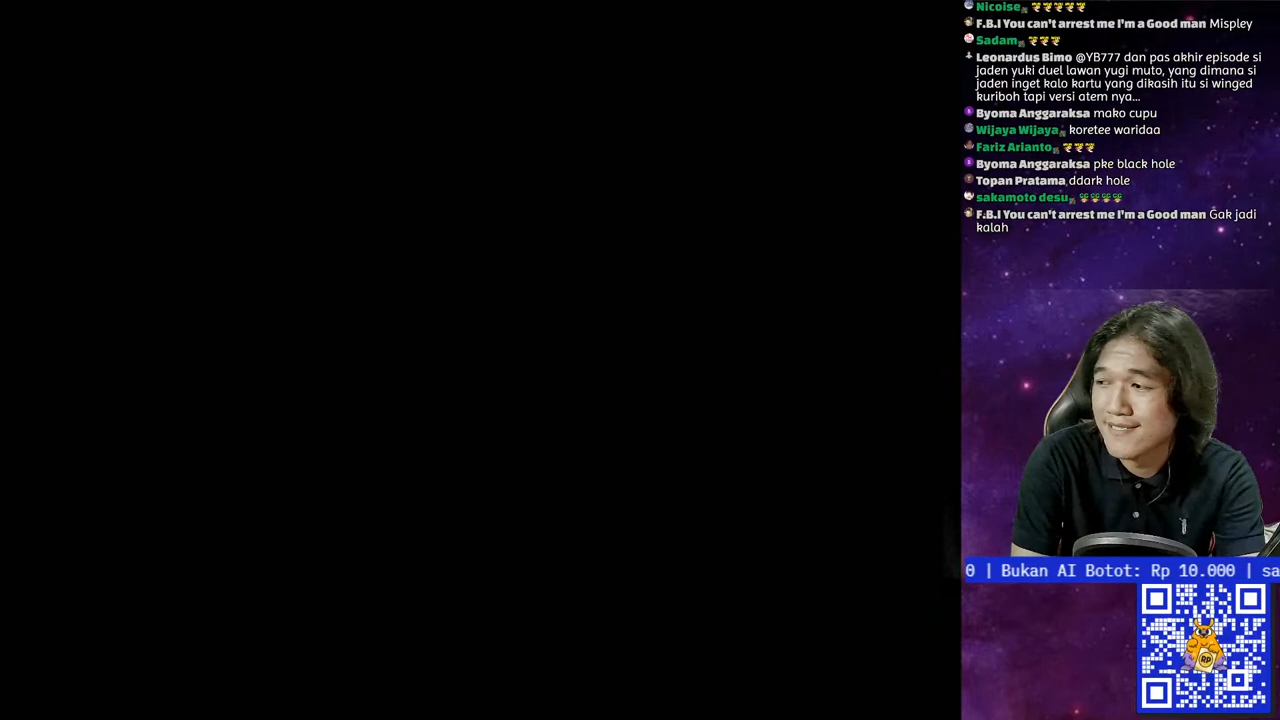 Nicoise
F.B.I You can't arrest me I'm a Good man Mispley
Sadam
Leonardus Bimo @YB777 dan pas akhir episode si
jaden yuki duel lawan yugi muto, yang dimana si
jaden inget kalo kartu yang dikasih itu si winged
kuriboh tapi versi atem nya...
Byoma Anggaraksa mako cupu
Wijaya Wijaya koretee waridaa
Fariz Arianto
Byoma Anggaraksa pke black hole
Topan Pratama ddark hole
sakamoto desu
F.B.I You can't arrest me I'm a Good man Gak jadi
kalah
0 | Bukan AI Botot: Rp 10.000 | sa
RP